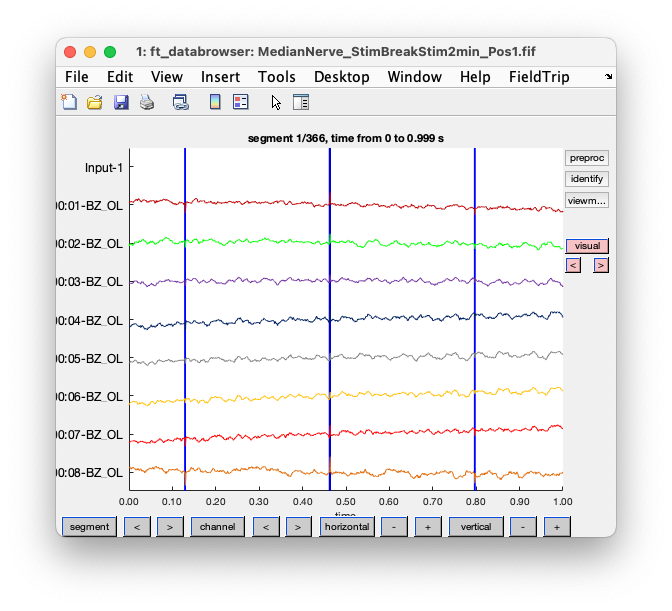 1: ft_databrowser: MedianNerve_StimBreakStim2min_Pos1.fif
File Edit View Insert Tools Desktop Window Help FieldTrip
segment 1/366, time from 0 to 0.999 s
preproc
identify
viewm...
visual
< >
Input-1
00:01-BZ_OL
00:02-BZ_OL
00:03-BZ_OL
00:04-BZ_OL
00:05-BZ_OL
00:06-BZ_OL
00:07-BZ_OL
00:08-BZ_OL
0.00 0.10 0.20 0.30 0.40 0.50 0.60 0.70 0.80 0.90 1.00
time
segment < > channel < > horizontal - + vertical - +